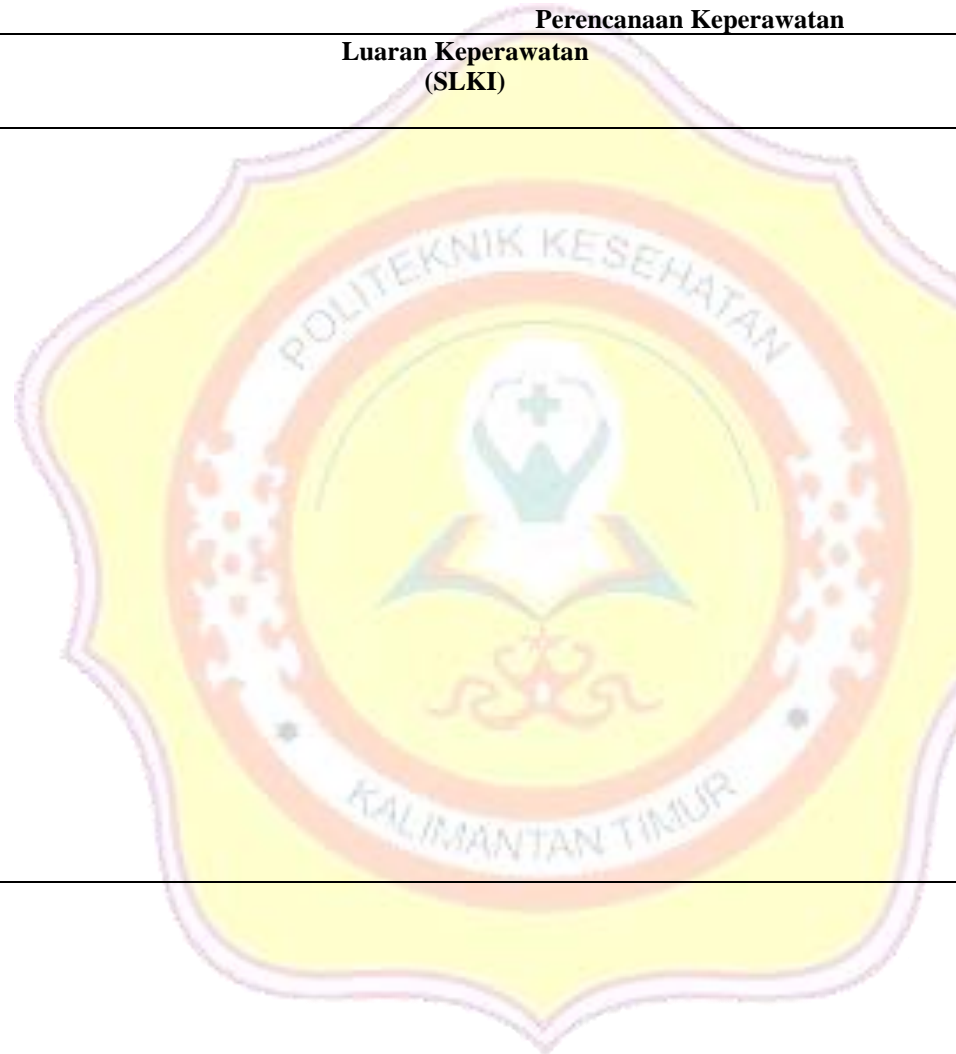 Perencanaan Keperawatan
Luaran Keperawatan
(SLKI)
POLITEKNIK KESEHATAN
KALIMANTAN TIMUR